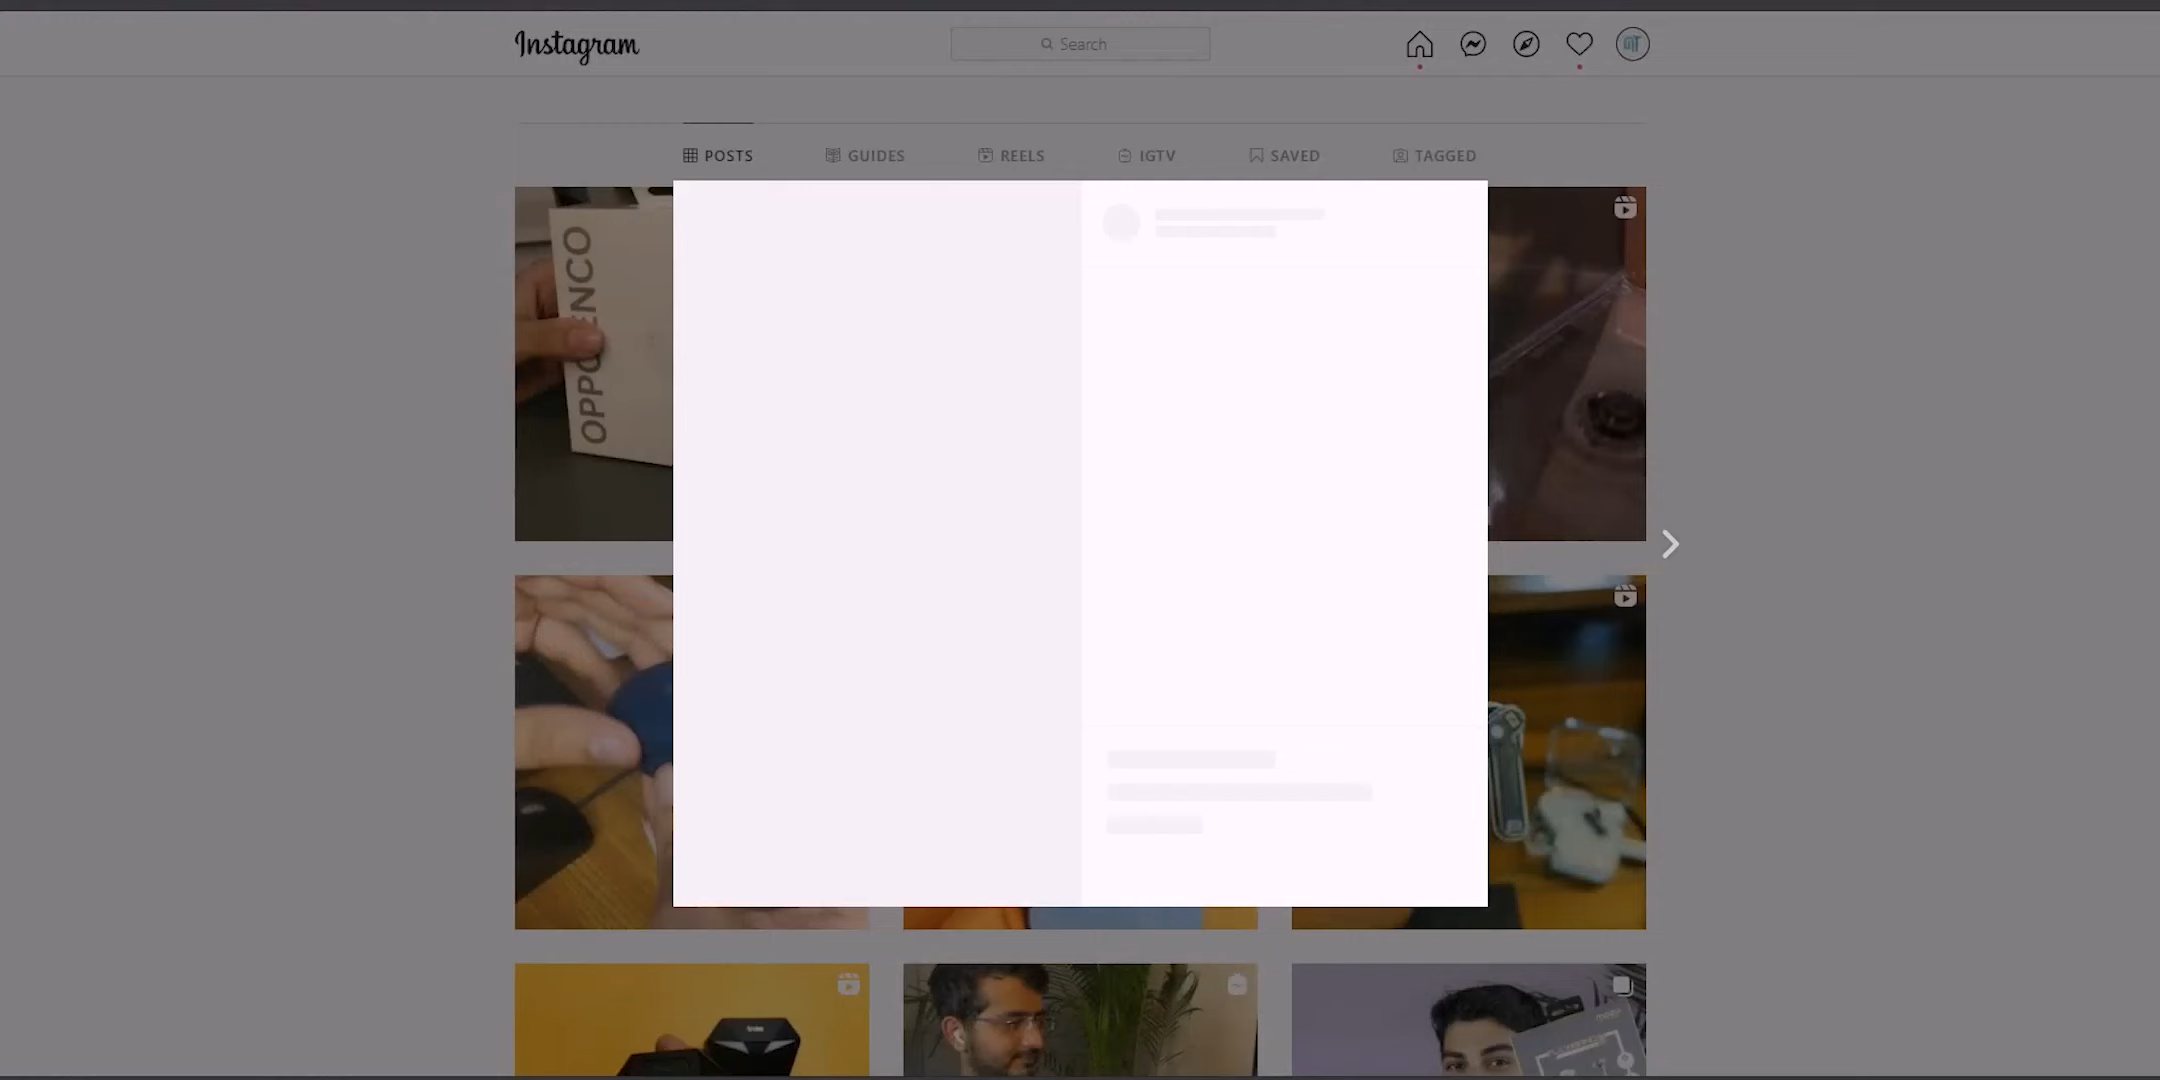 Instagram
Search
POSTS
GUIDES
REELS
IGTV
SAVED
TAGGED
OPPO ENCO